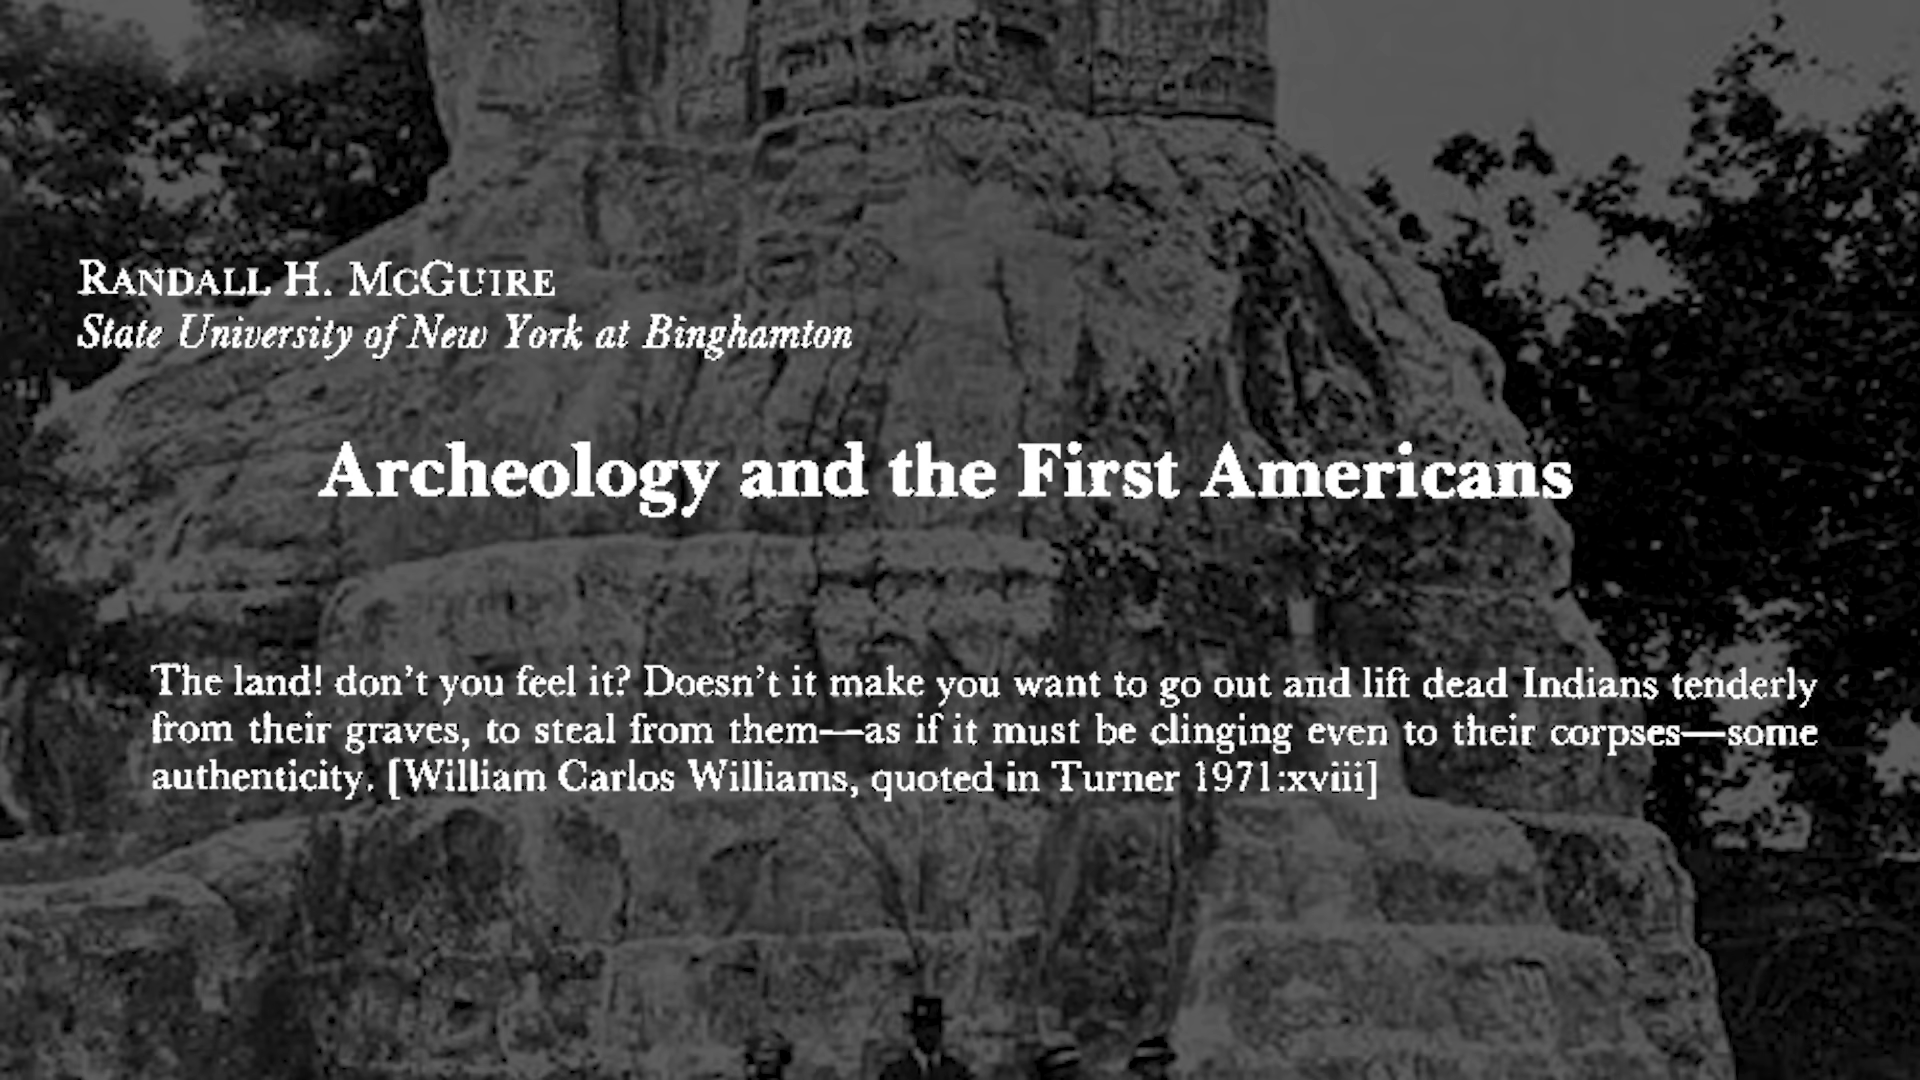 RANDALL H. MCGUIRE
State University of New York at Binghamton
Archeology and the First Americans
The land! don't you feel it? Doesn't it make you want to go out and lift dead Indians tenderly
from their graves, to steal from them—as if it must be clinging even to their corpses—some
authenticity. [William Carlos Williams, quoted in Turner 1971:xviii]